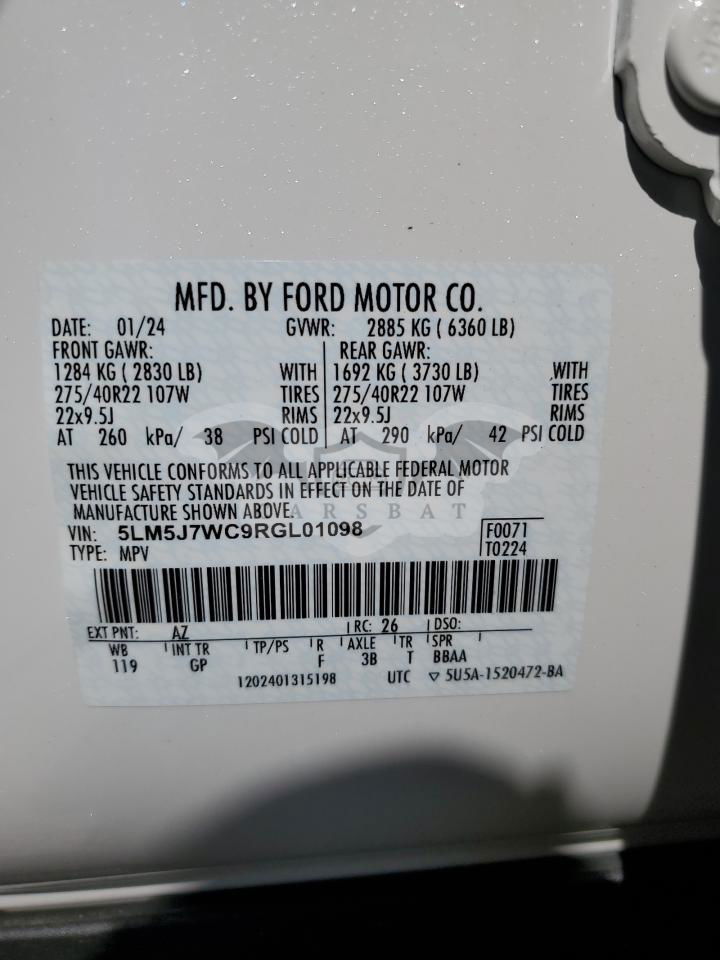 MFD. BY FORD MOTOR CO.
DATE: 01/24 GVWR: 2885 KG ( 6360 LB)
FRONT GAWR: REAR GAWR:
1284 KG ( 2830 LB) WITH 1692 KG ( 3730 LB) WITH
275/40R22 107W TIRES 275/40R22 107W TIRES
22x9.5J RIMS 22x9.5J RIMS
AT 260 kPa/ 38 PSI COLD AT 290 kPa/ 42 PSI COLD
THIS VEHICLE CONFORMS TO ALL APPLICABLE FEDERAL MOTOR
VEHICLE SAFETY STANDARDS IN EFFECT ON THE DATE OF
MANUFACTURE SHOWN ABOVE.
ARSBAT
VIN: 5LM5J7WC9RGL01098 F0071
TYPE: MPV T0224
EXT PNT: AZ RC: 26 DSO:
WB INT TR TP/PS R AXLE TR SPR
119 GP F 3B T BBAA
1202401315198 UTC ▽ 5U5A-1520472-BA